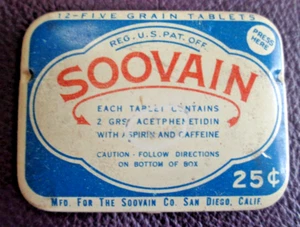 12-FIVE GRAIN TABLETS
REG. U.S. PAT. OFF
PRESS
HERE
SOOVAIN
EACH TABLET CONTAINS
2 GRS ACETPHENETIDIN
WITH ASPIRIN AND CAFFEINE
CAUTION - FOLLOW DIRECTIONS
ON BOTTOM OF BOX
25¢
MFD. FOR THE SOOVAIN CO. SAN DIEGO, CALIF.